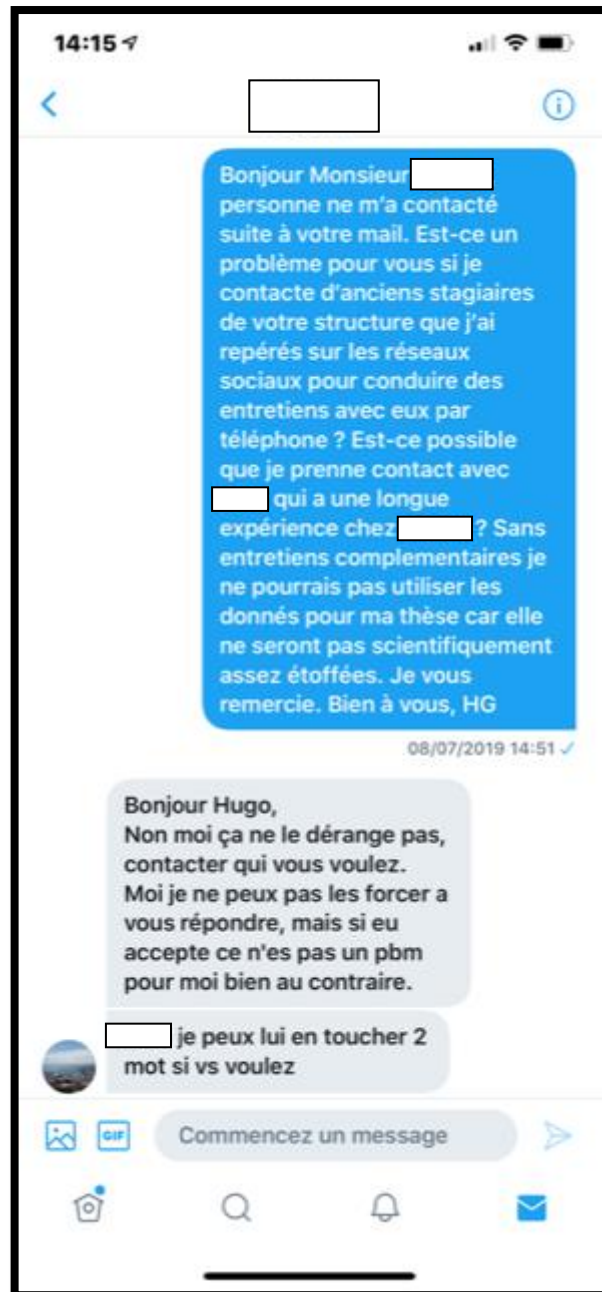 14:15
Bonjour Monsieur
personne ne m'a contacté
suite à votre mail. Est-ce un
problème pour vous si je
contacte d'anciens stagiaires
de votre structure que j'ai
repérés sur les réseaux
sociaux pour conduire des
entretiens avec eux par
téléphone ? Est-ce possible
que je prenne contact avec
qui a une longue
expérience chez ? Sans
entretiens complementaires je
ne pourrais pas utiliser les
donnés pour ma thèse car elle
ne seront pas scientifiquement
assez étoffées. Je vous
remercie. Bien à vous, HG
08/07/2019 14:51
Bonjour Hugo,
Non moi ça ne le dérange pas,
contacter qui vous voulez.
Moi je ne peux pas les forcer a
vous répondre, mais si eu
accepte ce n'es pas un pbm
pour moi bien au contraire.
je peux lui en toucher 2
mot si vs voulez
GIF
Commencez un message